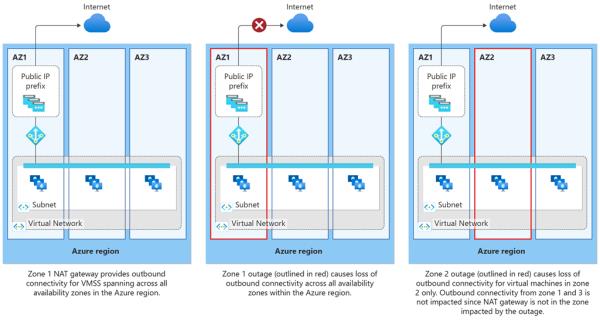 Internet
Internet
Internet
AZ1
AZ2
AZ3
AZ1
AZ2
AZ3
AZ1
AZ2
AZ3
Public IP
prefix
Public IP
prefix
Public IP
prefix
Subnet
Subnet
Subnet
Virtual Network
Virtual Network
Virtual Network
Azure region
Azure region
Azure region
Zone 1 NAT gateway provides outbound
connectivity for VMSS spanning across all
availability zones in the Azure region.
Zone 1 outage (outlined in red) causes loss of
outbound connectivity across all availability
zones within the Azure region.
Zone 2 outage (outlined in red) causes loss of
outbound connectivity for virtual machines in zone
2 only. Outbound connectivity from zone 1 and 3 is
not impacted since NAT gateway is not in the zone
impacted by the outage.